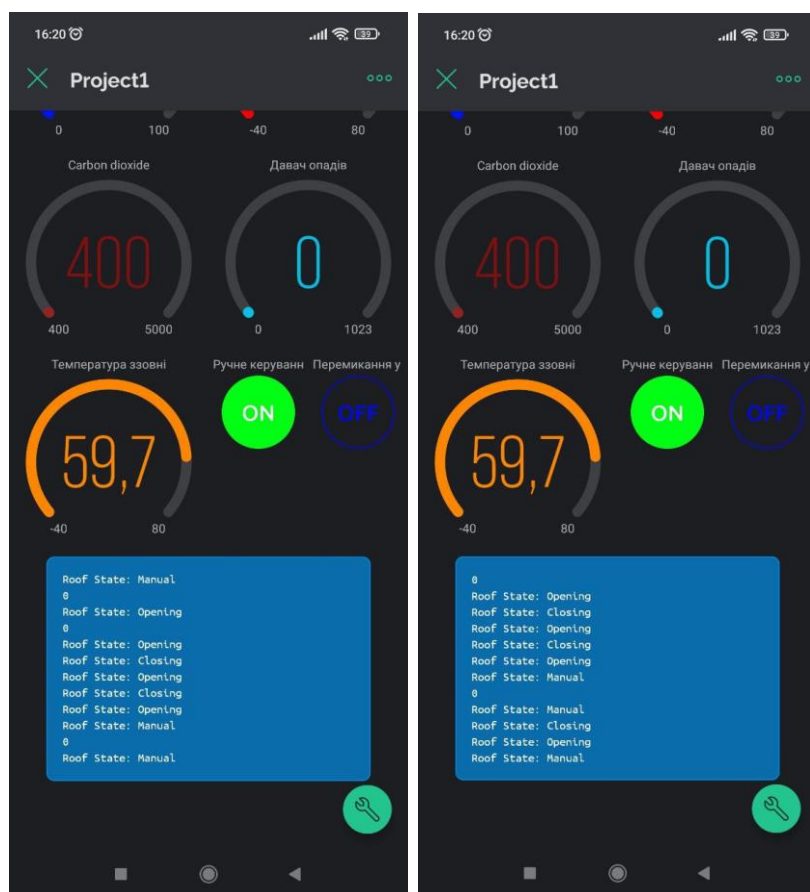 16:20 39
Project1
0 100 -40 80
Carbon dioxide Давач опадів
400 0
400 5000 0 1023
Температура ззовні Ручне керуванн Перемикання у
ON OFF
59,7
-40 80
Roof State: Manual
0
Roof State: Opening
0
Roof State: Opening
Roof State: Closing
Roof State: Opening
Roof State: Closing
Roof State: Opening
Roof State: Manual
0
Roof State: Manual
16:20 39
Project1
0 100 -40 80
Carbon dioxide Давач опадів
400 0
400 5000 0 1023
Температура ззовні Ручне керуванн Перемикання у
ON OFF
59,7
-40 80
0
Roof State: Opening
Roof State: Closing
Roof State: Opening
Roof State: Closing
Roof State: Opening
Roof State: Manual
0
Roof State: Manual
Roof State: Closing
Roof State: Opening
Roof State: Manual